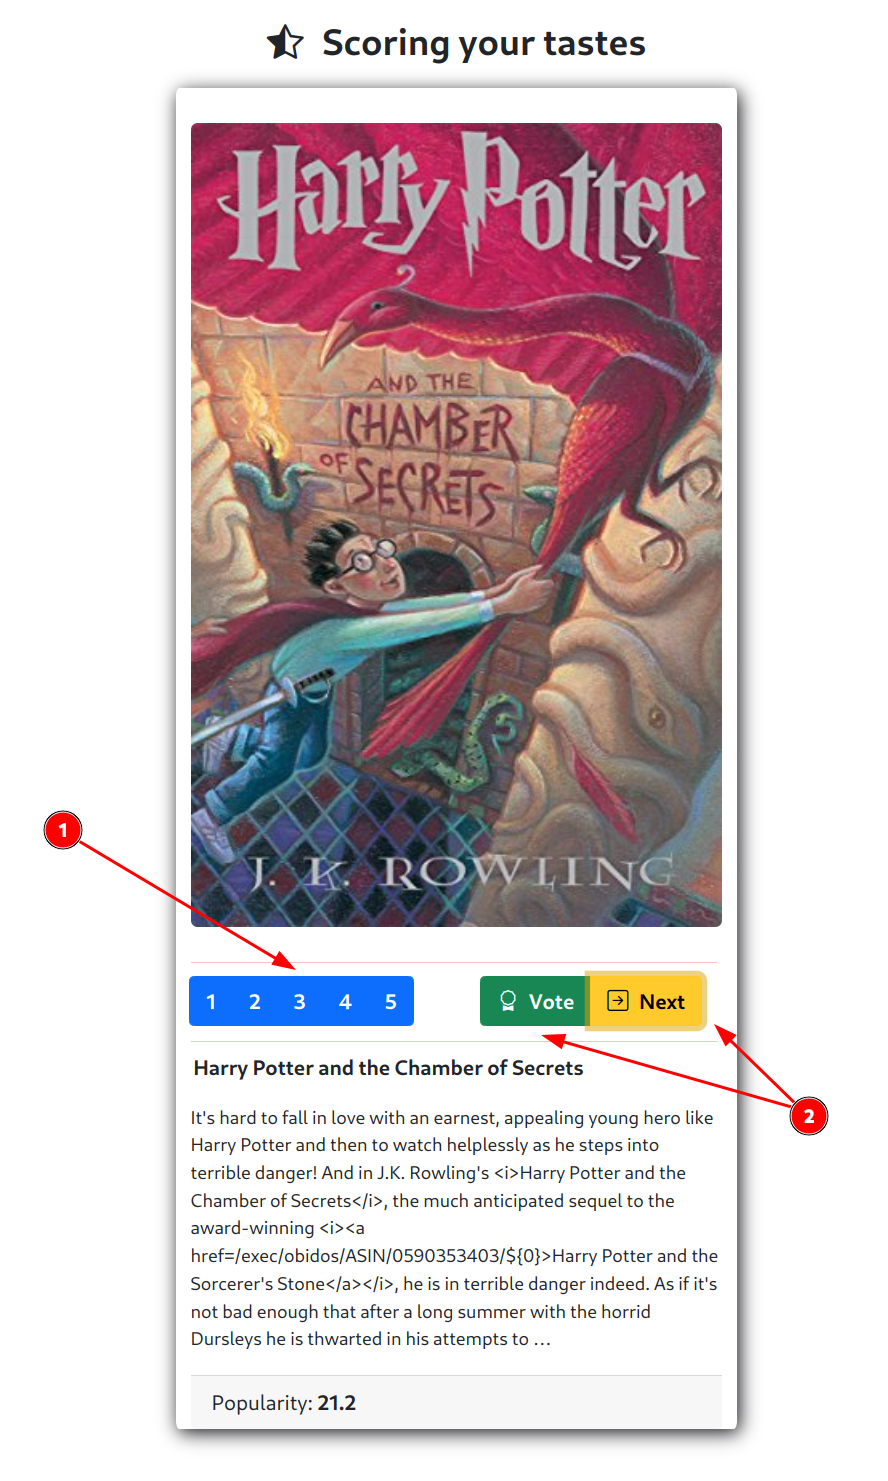 Scoring your tastes
Harry Potter
AND THE
CHAMBER
OF SECRETS
J. K. ROWLING
1
1 2 3 4 5 Vote Next
Harry Potter and the Chamber of Secrets
2
It's hard to fall in love with an earnest, appealing young hero like
Harry Potter and then to watch helplessly as he steps into
terrible danger! And in J.K. Rowling's <i>Harry Potter and the
Chamber of Secrets</i>, the much anticipated sequel to the
award-winning <i><a
href=/exec/obidos/ASIN/0590353403/${0}>Harry Potter and the
Sorcerer's Stone</a></i>, he is in terrible danger indeed. As if it's
not bad enough that after a long summer with the horrid
Dursleys he is thwarted in his attempts to …
Popularity: 21.2